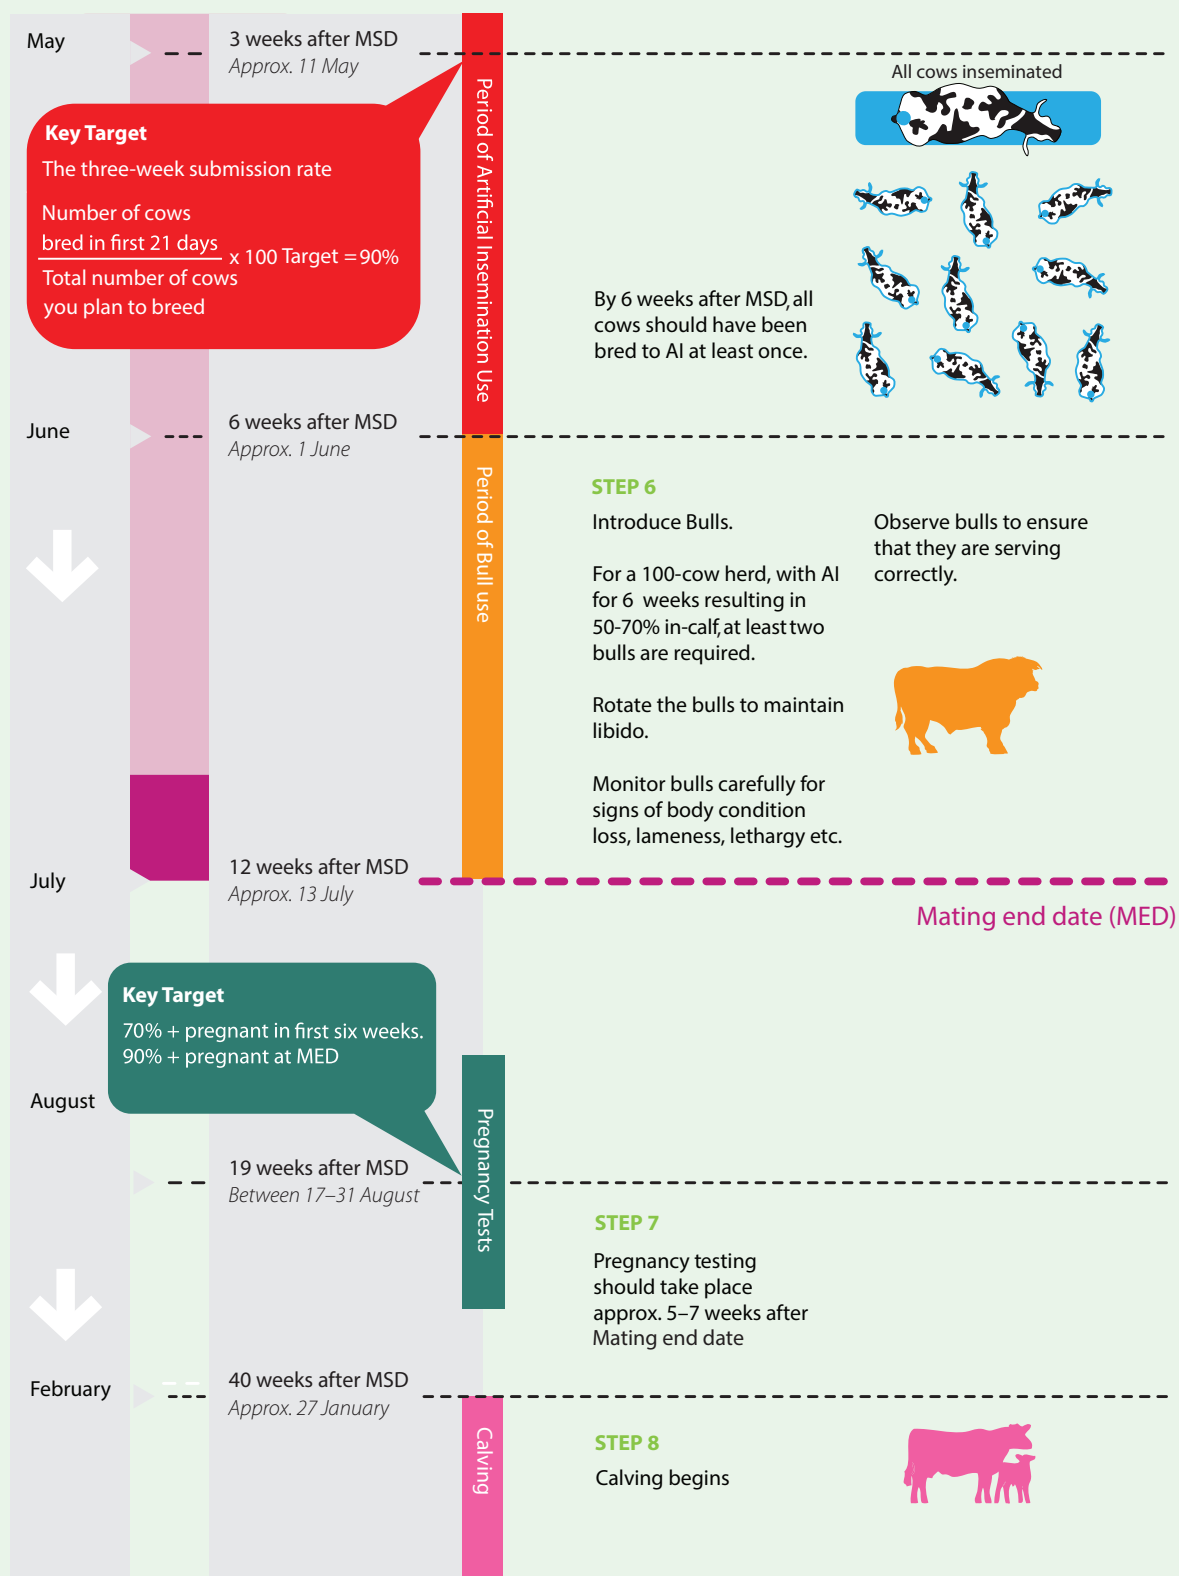 May
3 weeks after MSD
Approx. 11 May
All cows inseminated
Key Target
The three-week submission rate
Number of cows
bred in first 21 days
x 100 Target = 90%
Total number of cows
you plan to breed
Period of Artificial Insemination Use
By 6 weeks after MSD, all
cows should have been
bred to AI at least once.
June
6 weeks after MSD
Approx. 1 June
Period of Bull use
STEP 6
Introduce Bulls.
For a 100-cow herd, with AI
for 6 weeks resulting in
50-70% in-calf, at least two
bulls are required.
Rotate the bulls to maintain
libido.
Monitor bulls carefully for
signs of body condition
loss, lameness, lethargy etc.
Observe bulls to ensure
that they are serving
correctly.
July
12 weeks after MSD
Approx. 13 July
Mating end date (MED)
Key Target
70% + pregnant in first six weeks.
90% + pregnant at MED
August
Pregnancy Tests
19 weeks after MSD
Between 17–31 August
STEP 7
Pregnancy testing
should take place
approx. 5–7 weeks after
Mating end date
February
40 weeks after MSD
Approx. 27 January
Calving
STEP 8
Calving begins